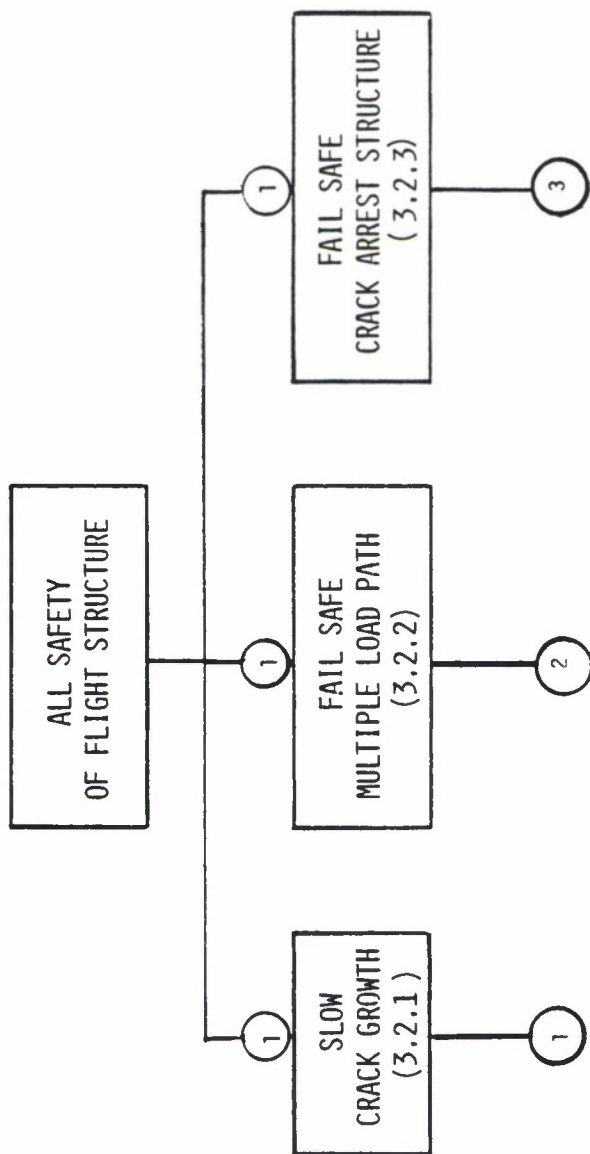 ALL SAFETY
OF FLIGHT STRUCTURE
1
1
1
SLOW
CRACK GROWTH
(3.2.1)
FAIL SAFE
MULTIPLE LOAD PATH
(3.2.2)
FAIL SAFE
CRACK ARREST STRUCTURE
(3.2.3)
1
2
3